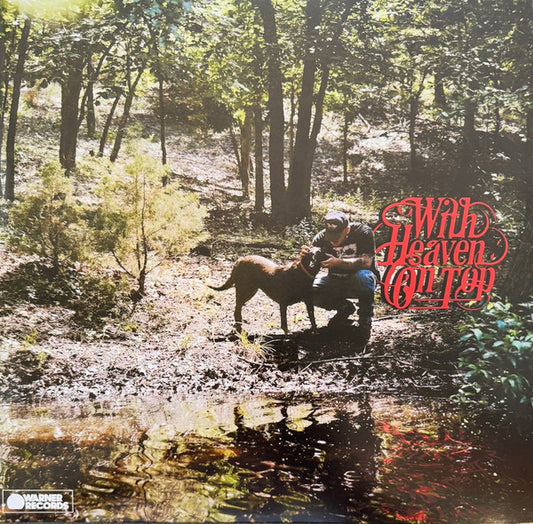 With
Heaven
On Top
WARNER
RECORDS